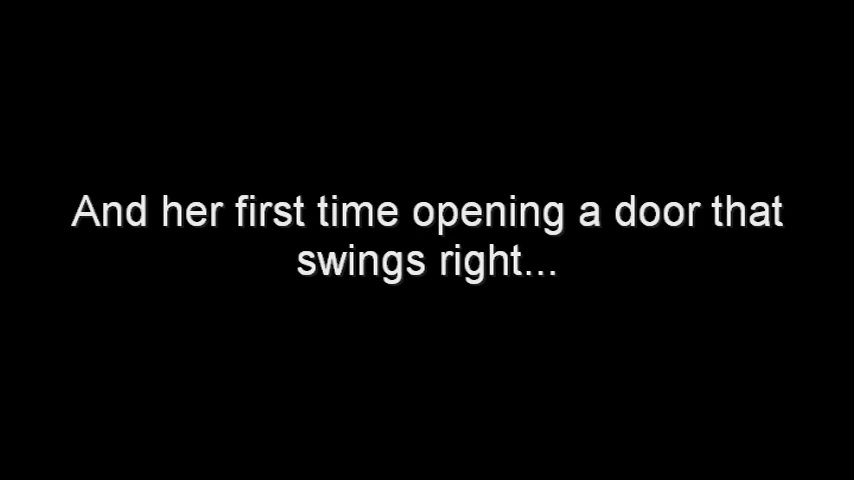 And her first time opening a door that
swings right...